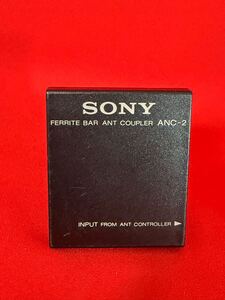 SONY
FERRITE BAR ANT COUPLER ANC-2
INPUT FROM ANT CONTROLLER ▶